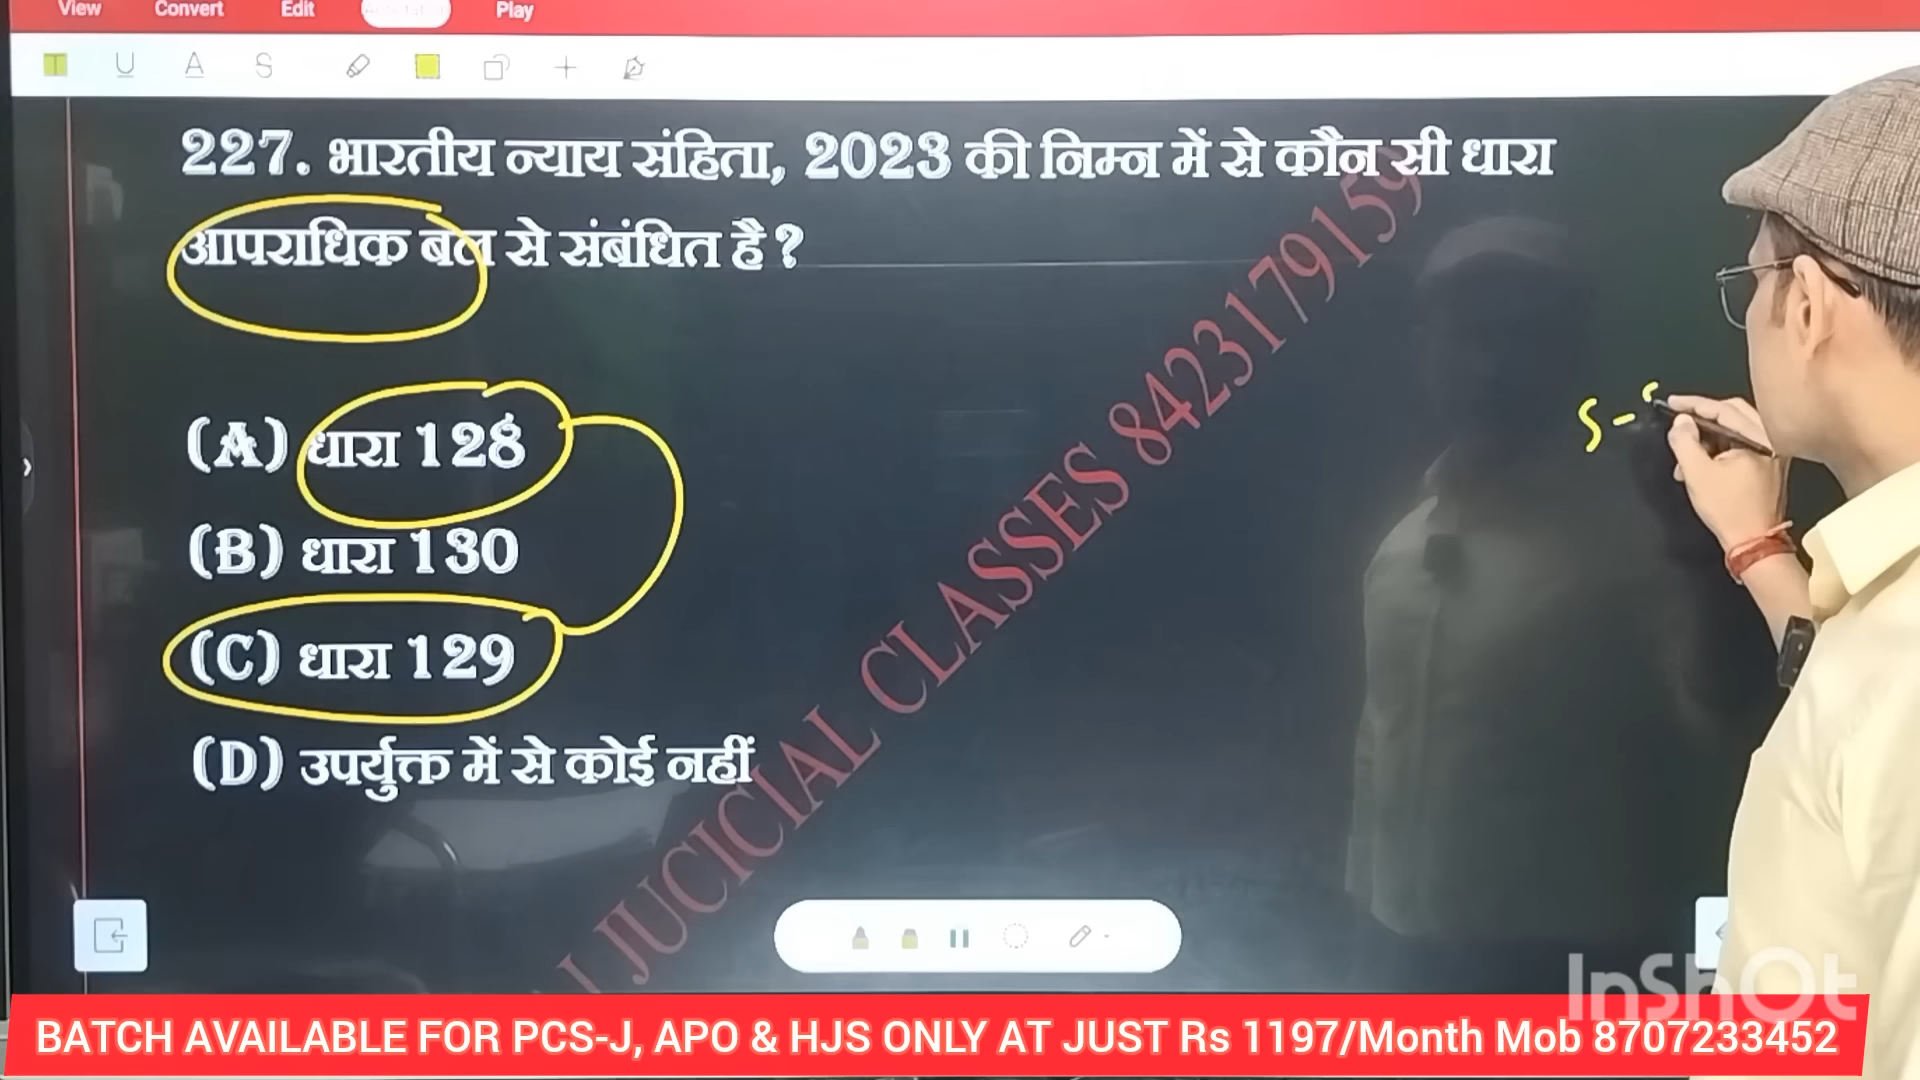 View Convert Edit Play
T U A S
227. भारतीय न्याय संहिता, 2023 की निम्न में से कौन सी धारा
आपराधिक बल से संबंधित है ?
(A) धारा 128
(B) धारा 130
(C) धारा 129
(D) उपर्युक्त में से कोई नहीं
JUCICIAL CLASSES 8423179159
S-
InShOt
BATCH AVAILABLE FOR PCS-J, APO & HJS ONLY AT JUST Rs 1197/Month Mob 8707233452